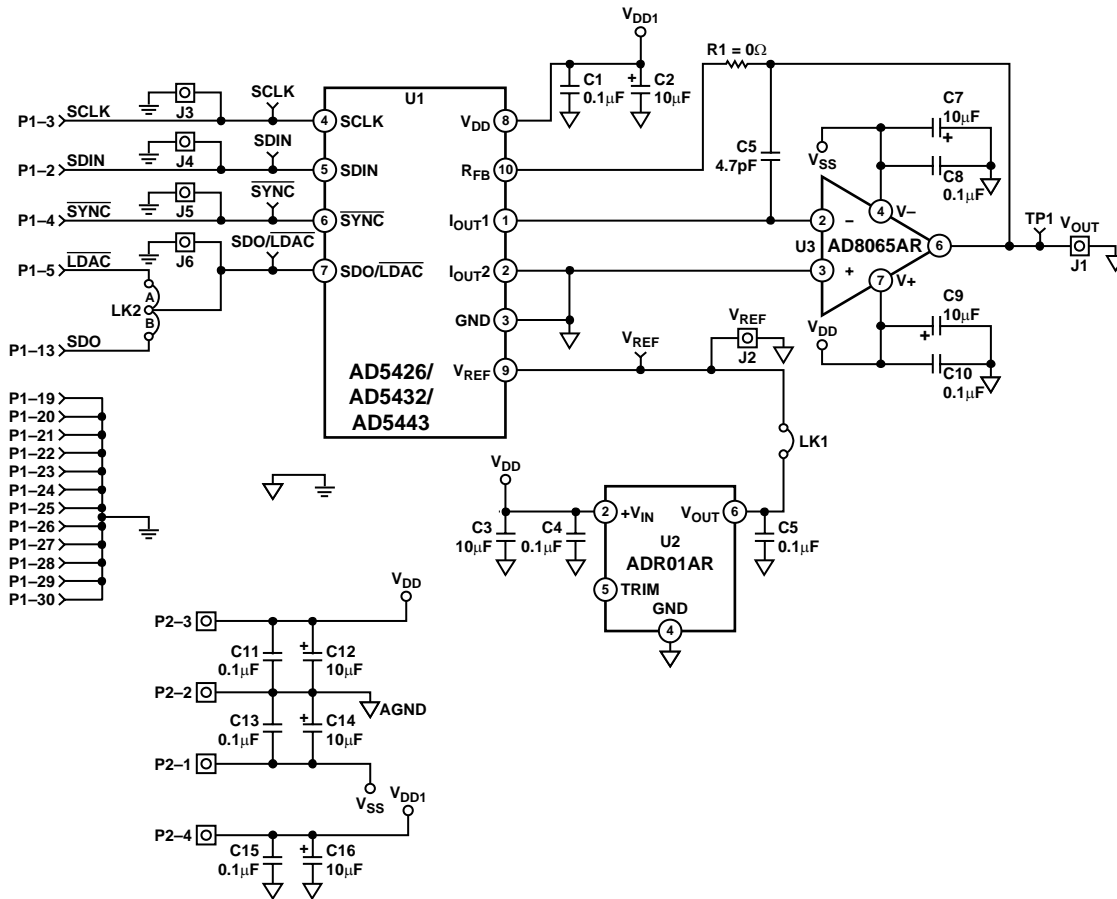 VDD1
R1 = 0Ω
C1
0.1µF
+
C2
10µF
U1
P1–3
SCLK
J3
SCLK
4
SCLK
VDD
8
C7
10µF
+
P1–2
SDIN
J4
SDIN
5
SDIN
RFB
10
C5
4.7pF
VSS
C8
0.1µF
P1–4
SYNC
J5
SYNC
6
SYNC
IOUT1
1
2
–
4
V–
U3
AD8065AR
6
TP1
VOUT
J1
P1–5
LDAC
J6
SDO/LDAC
7
SDO/LDAC
IOUT2
2
3
+
7
V+
A
LK2
B
GND
3
C9
10µF
+
VDD
P1–13
SDO
VREF
9
VREF
VREF
J2
C10
0.1µF
AD5426/
AD5432/
AD5443
P1–19
P1–20
P1–21
P1–22
P1–23
P1–24
P1–25
P1–26
P1–27
P1–28
P1–29
P1–30
LK1
VDD
C3
10µF
C4
0.1µF
2
+VIN
VOUT
6
U2
ADR01AR
C5
0.1µF
5
TRIM
GND
4
VDD
P2–3
C11
0.1µF
+
C12
10µF
P2–2
AGND
C13
0.1µF
+
C14
10µF
P2–1
VSS
VDD1
P2–4
C15
0.1µF
+
C16
10µF